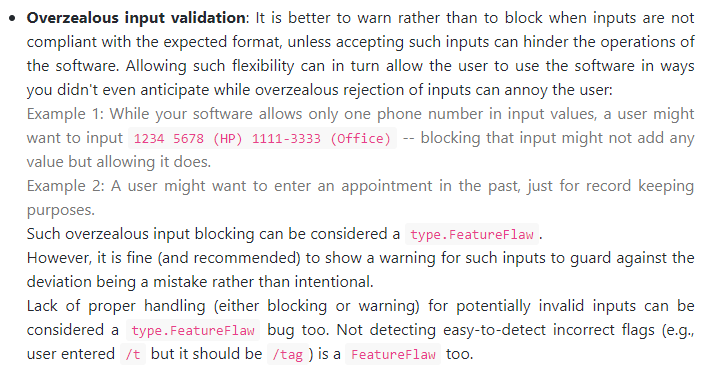 • Overzealous input validation: It is better to warn rather than to block when inputs are not
compliant with the expected format, unless accepting such inputs can hinder the operations of
the software. Allowing such flexibility can in turn allow the user to use the software in ways
you didn't even anticipate while overzealous rejection of inputs can annoy the user:
Example 1: While your software allows only one phone number in input values, a user might
want to input 1234 5678 (HP) 1111-3333 (Office) -- blocking that input might not add any
value but allowing it does.
Example 2: A user might want to enter an appointment in the past, just for record keeping
purposes.
Such overzealous input blocking can be considered a type.FeatureFlaw.
However, it is fine (and recommended) to show a warning for such inputs to guard against the
deviation being a mistake rather than intentional.
Lack of proper handling (either blocking or warning) for potentially invalid inputs can be
considered a type.FeatureFlaw bug too. Not detecting easy-to-detect incorrect flags (e.g.,
user entered /t but it should be /tag ) is a FeatureFlaw too.